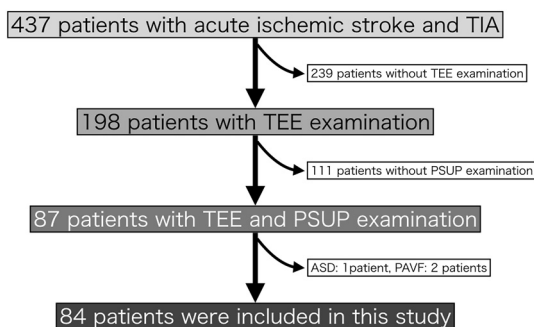 437 patients with acute ischemic stroke and TIA
239 patients without TEE examination
198 patients with TEE examination
111 patients without PSUP examination
87 patients with TEE and PSUP examination
ASD: 1patient, PAVF: 2 patients
84 patients were included in this study